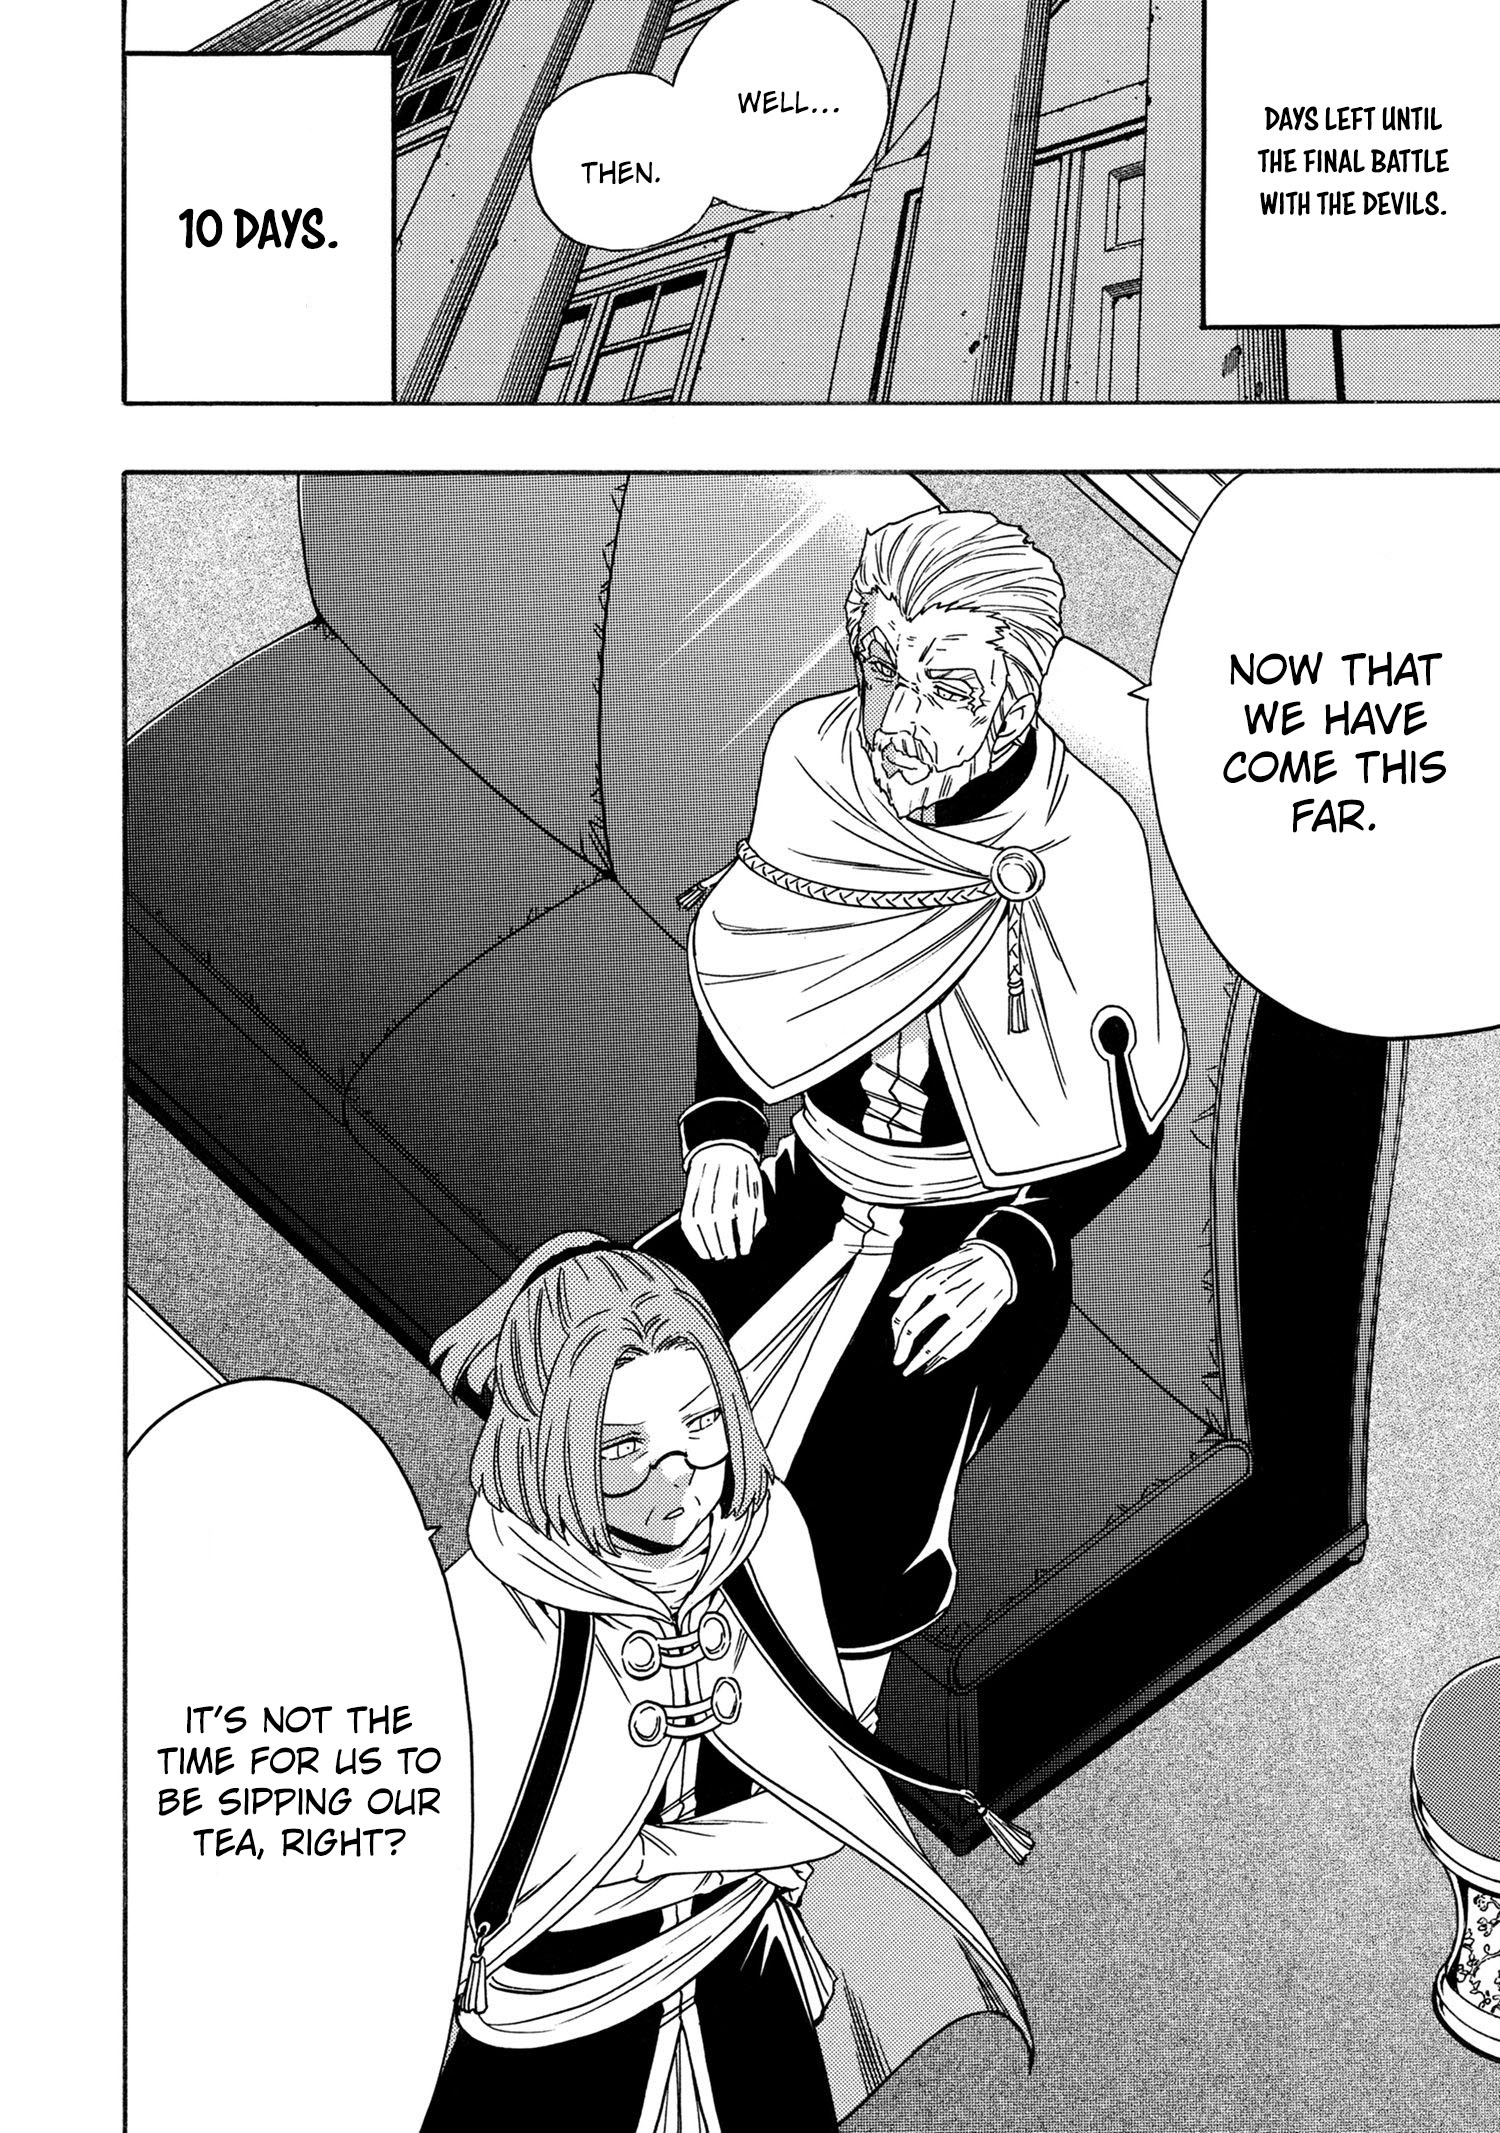 DAYS LEFT UNTIL
THE FINAL BATTLE
WITH THE DEVILS.
WELL...
THEN.
10 DAYS.
NOW THAT
WE HAVE
COME THIS
FAR.
IT'S NOT THE
TIME FOR US TO
BE SIPPING OUR
TEA, RIGHT?